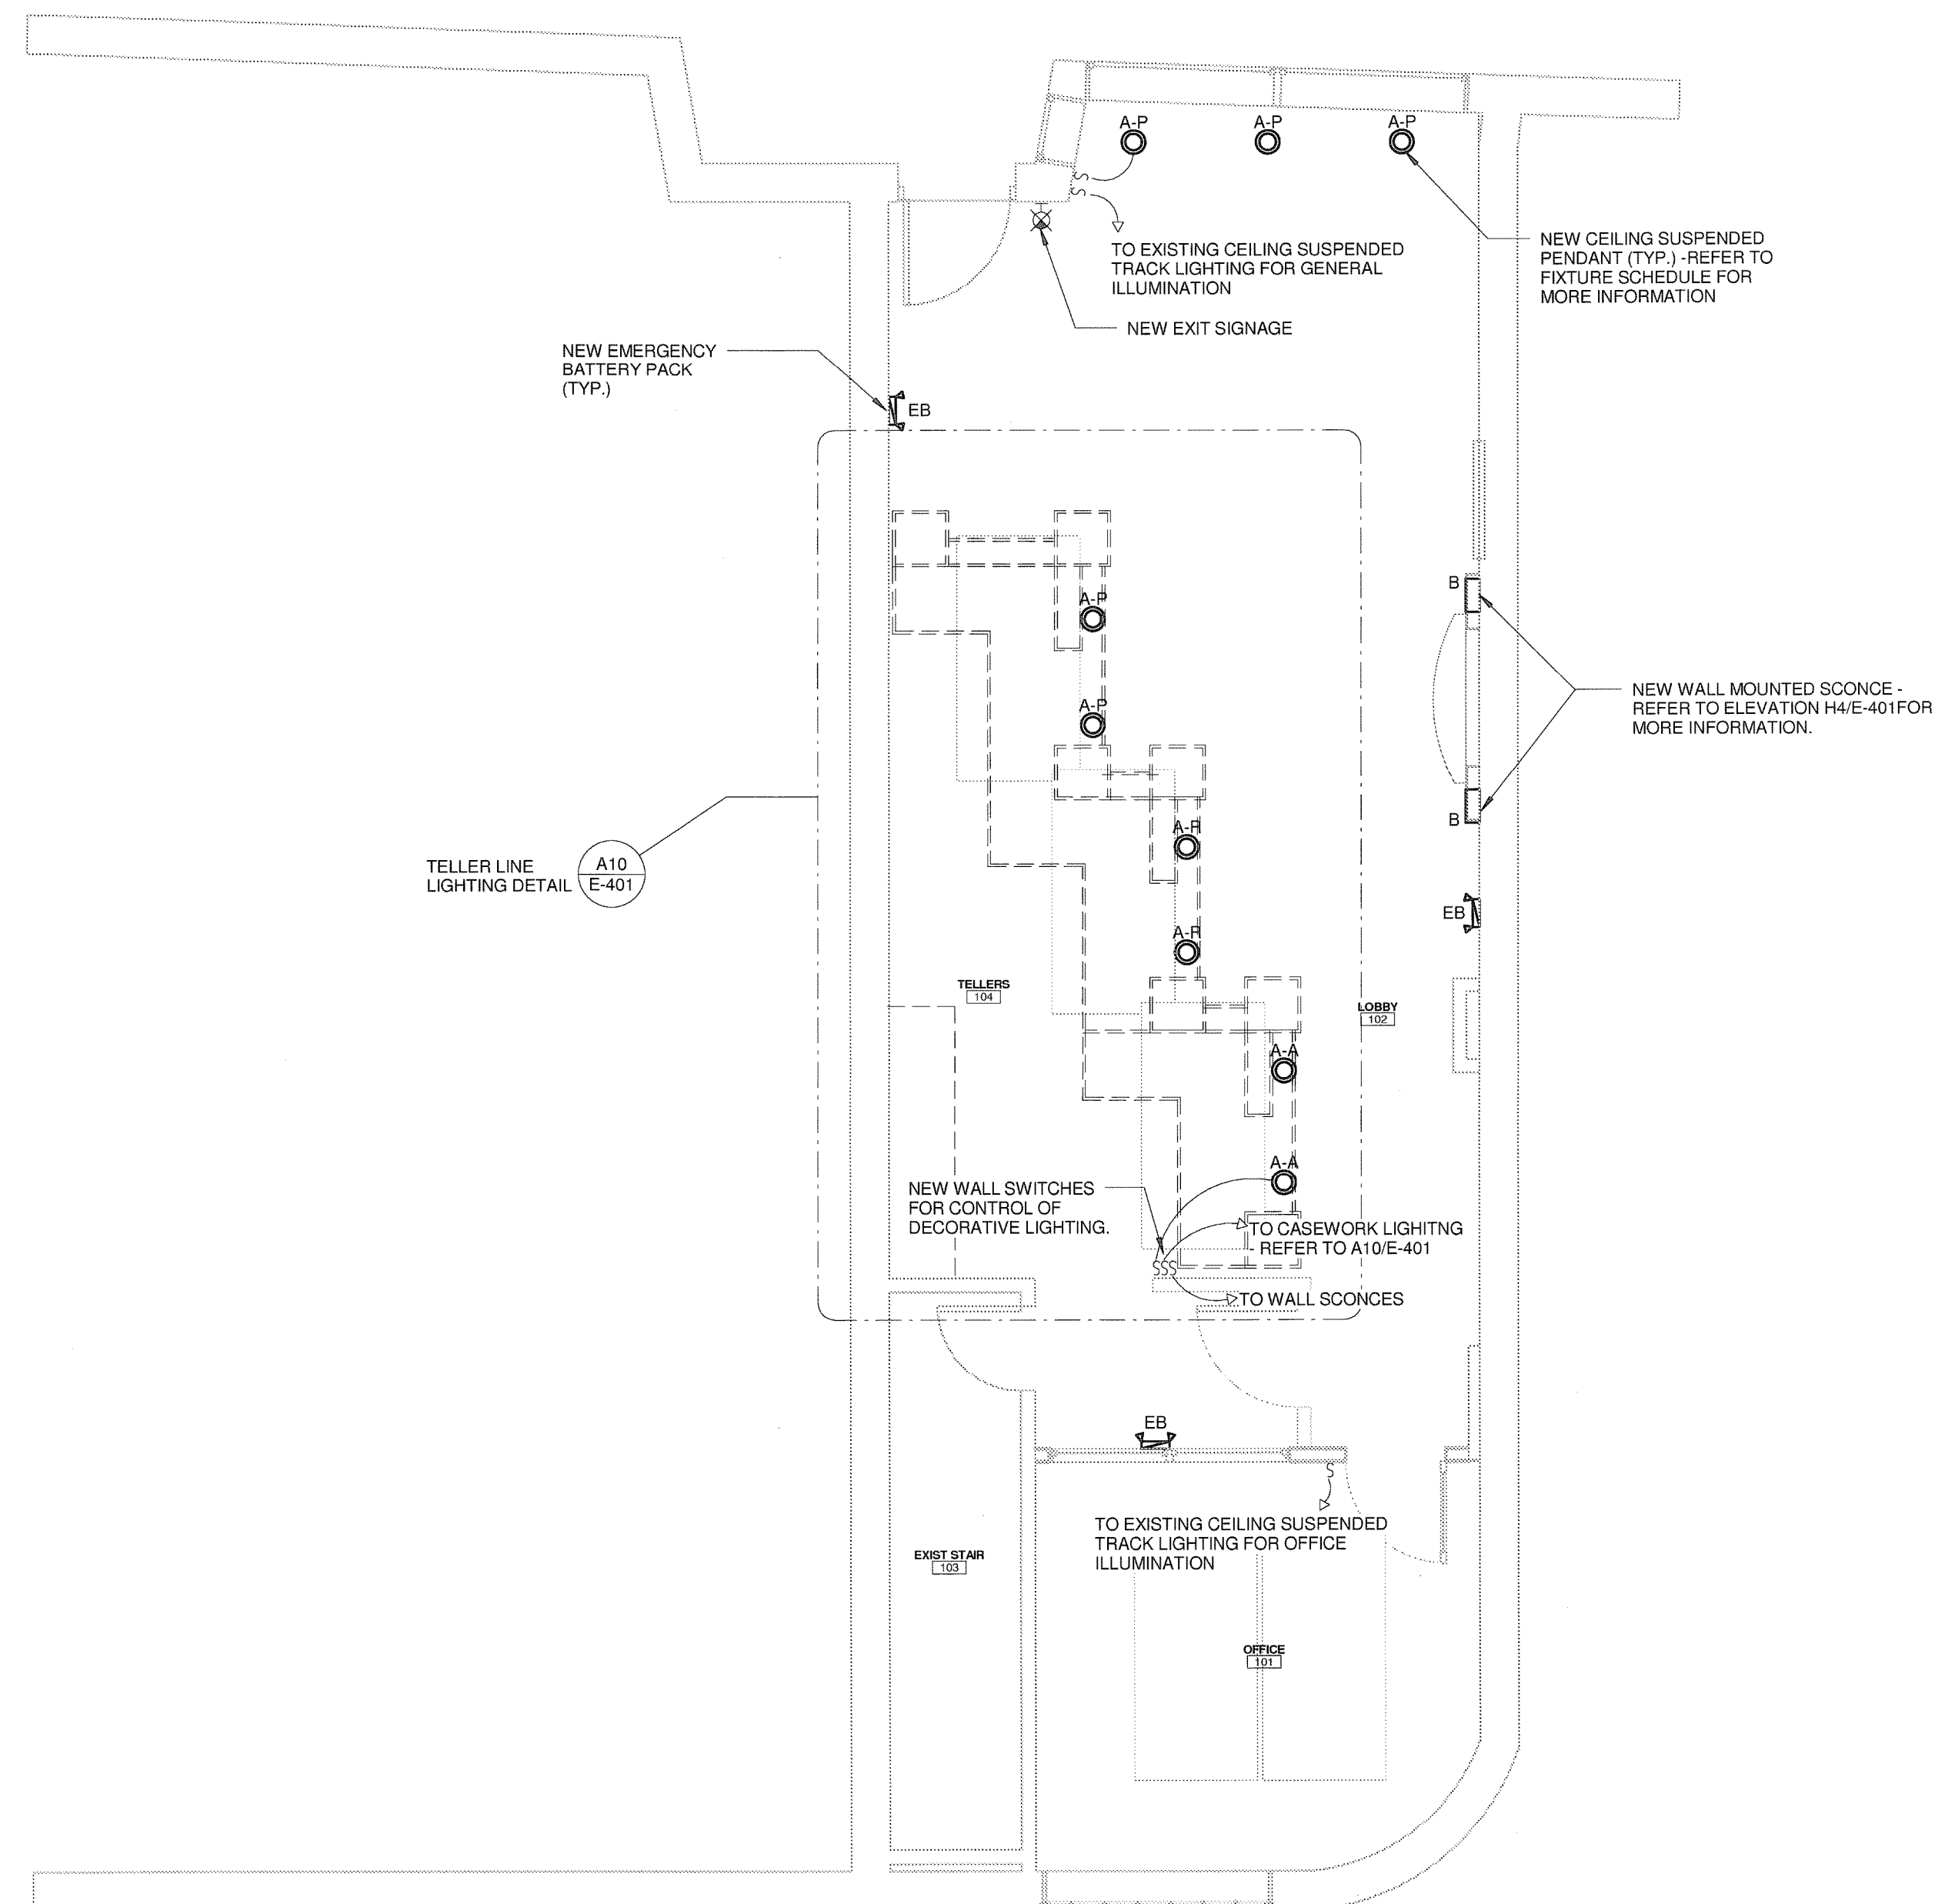 A-P
A-P
A-P
S
S
TO EXISTING CEILING SUSPENDED
TRACK LIGHTING FOR GENERAL
ILLUMINATION
NEW CEILING SUSPENDED
PENDANT (TYP.) -REFER TO
FIXTURE SCHEDULE FOR
MORE INFORMATION
NEW EXIT SIGNAGE
NEW EMERGENCY
BATTERY PACK
(TYP.)
EB
A-P
B
NEW WALL MOUNTED SCONCE -
REFER TO ELEVATION H4/E-401FOR
MORE INFORMATION.
A-P
B
A-P
TELLER LINE
LIGHTING DETAIL
A10
E-401
EB
A-P
TELLERS
104
LOBBY
102
A-A
A-A
NEW WALL SWITCHES
FOR CONTROL OF
DECORATIVE LIGHTING.
TO CASEWORK LIGHITNG
- REFER TO A10/E-401
SSS
TO WALL SCONCES
EB
S
TO EXISTING CEILING SUSPENDED
TRACK LIGHTING FOR OFFICE
ILLUMINATION
EXIST STAIR
103
OFFICE
101